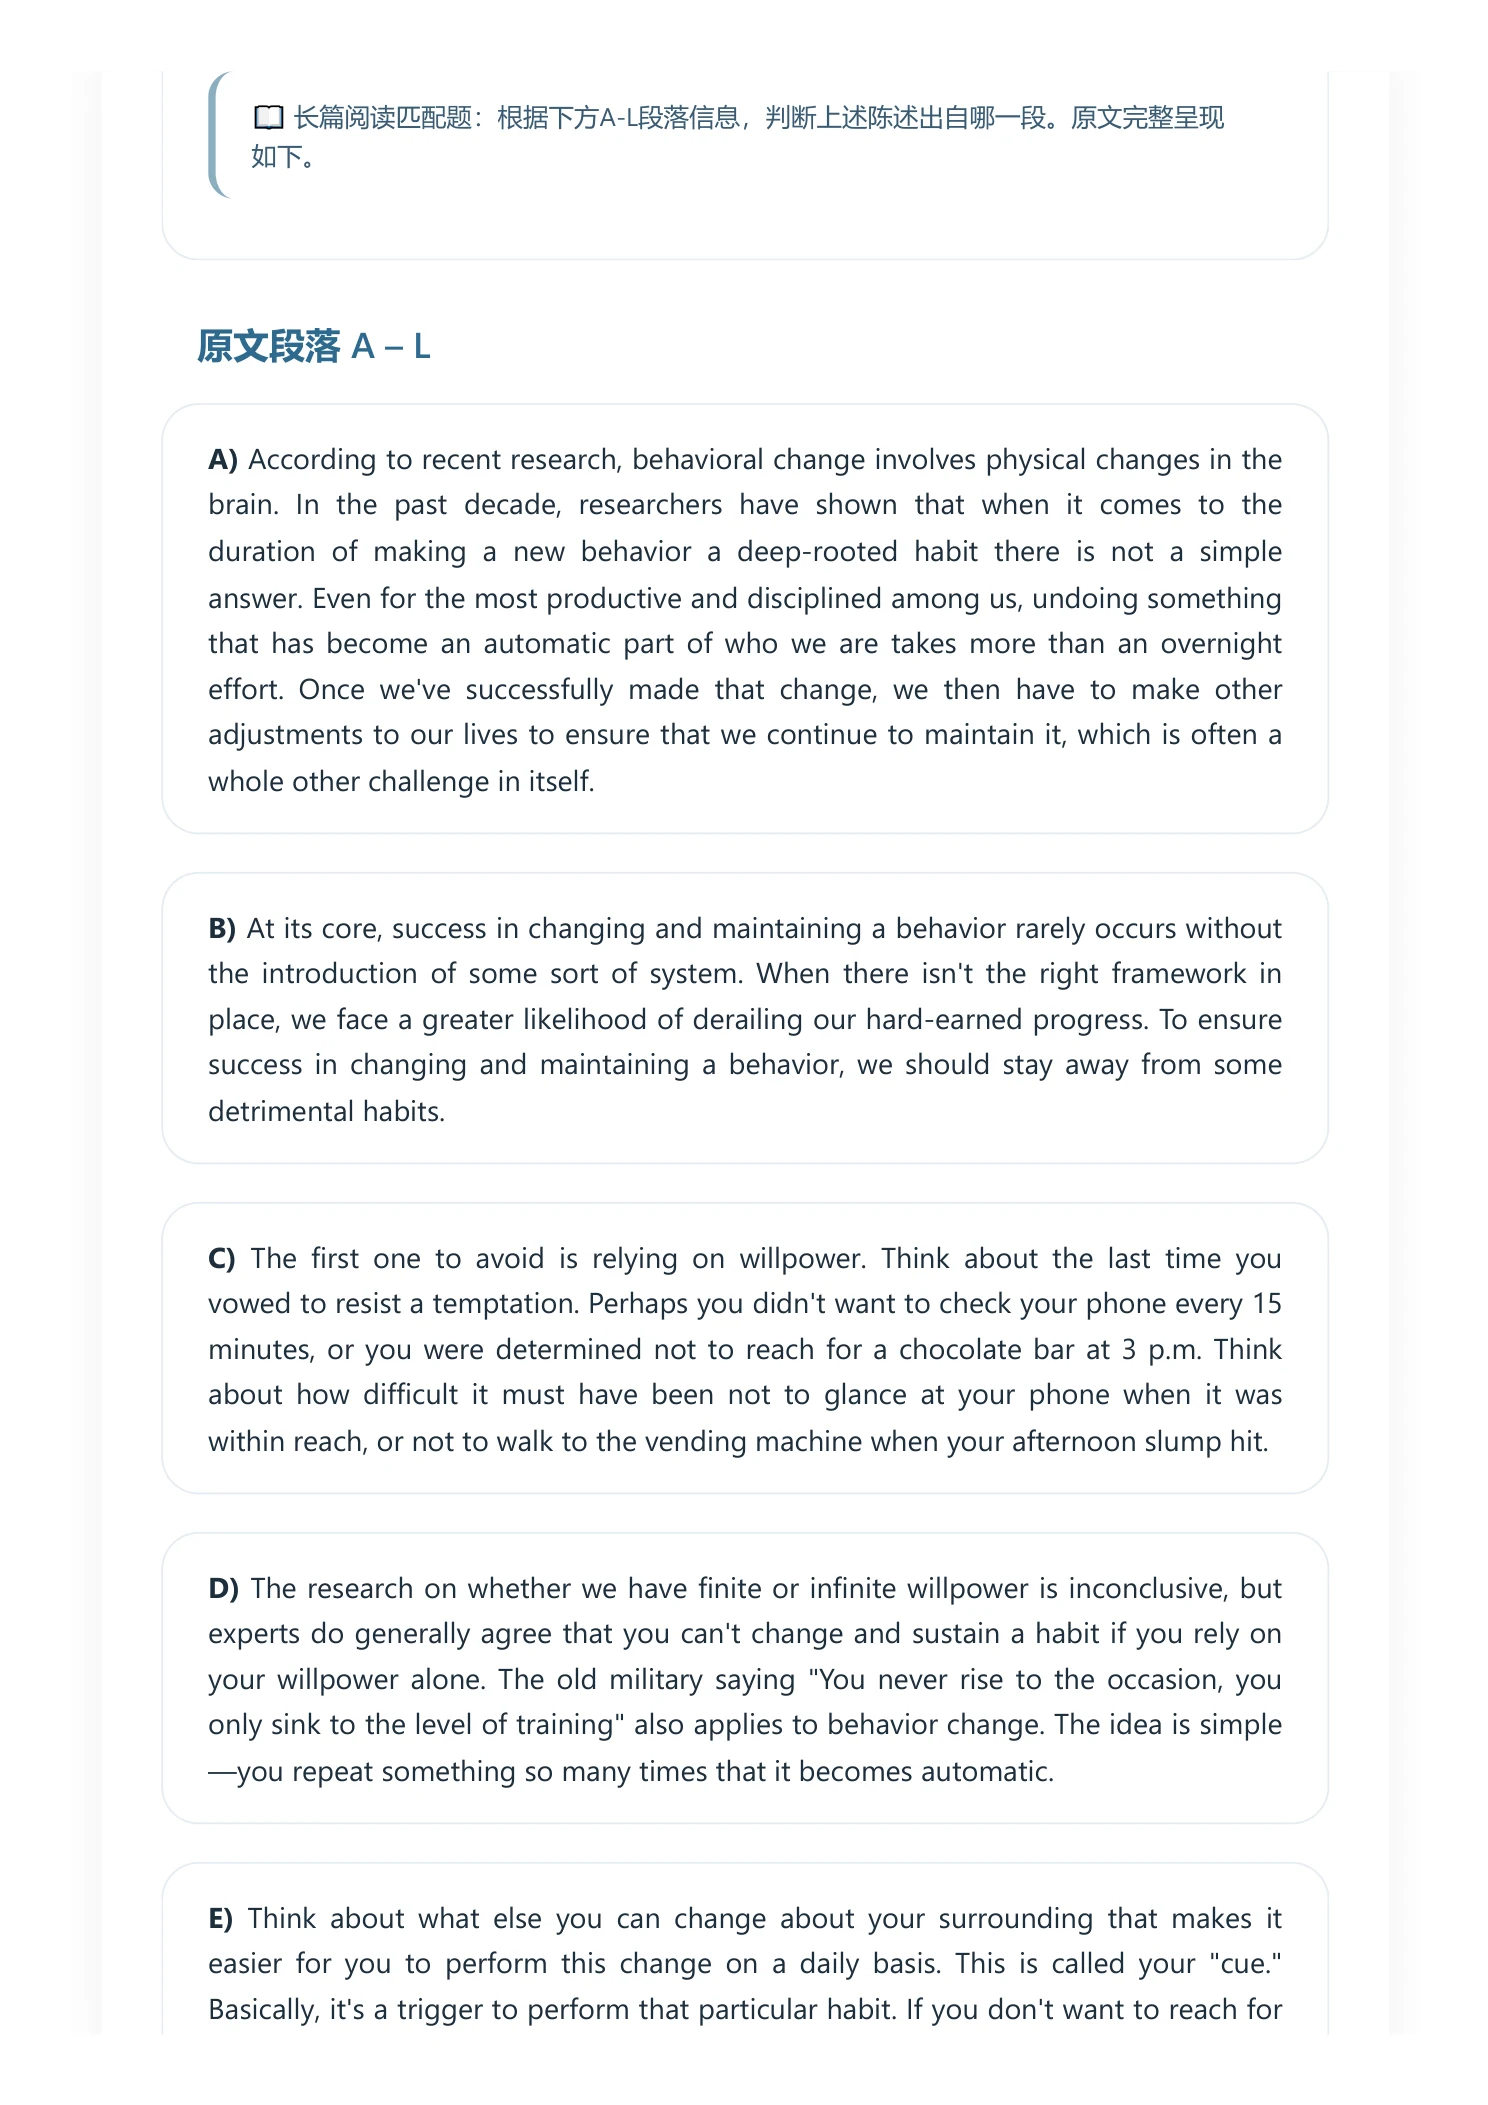 📖 长篇阅读匹配题：根据下方A-L段落信息，判断上述陈述出自哪一段。原文完整呈现
如下。
原文段落 A – L
A) According to recent research, behavioral change involves physical changes in the
brain. In the past decade, researchers have shown that when it comes to the
duration of making a new behavior a deep-rooted habit there is not a simple
answer. Even for the most productive and disciplined among us, undoing something
that has become an automatic part of who we are takes more than an overnight
effort. Once we've successfully made that change, we then have to make other
adjustments to our lives to ensure that we continue to maintain it, which is often a
whole other challenge in itself.
B) At its core, success in changing and maintaining a behavior rarely occurs without
the introduction of some sort of system. When there isn't the right framework in
place, we face a greater likelihood of derailing our hard-earned progress. To ensure
success in changing and maintaining a behavior, we should stay away from some
detrimental habits.
C) The first one to avoid is relying on willpower. Think about the last time you
vowed to resist a temptation. Perhaps you didn't want to check your phone every 15
minutes, or you were determined not to reach for a chocolate bar at 3 p.m. Think
about how difficult it must have been not to glance at your phone when it was
within reach, or not to walk to the vending machine when your afternoon slump hit.
D) The research on whether we have finite or infinite willpower is inconclusive, but
experts do generally agree that you can't change and sustain a habit if you rely on
your willpower alone. The old military saying "You never rise to the occasion, you
only sink to the level of training" also applies to behavior change. The idea is simple
—you repeat something so many times that it becomes automatic.
E) Think about what else you can change about your surrounding that makes it
easier for you to perform this change on a daily basis. This is called your "cue."
Basically, it's a trigger to perform that particular habit. If you don't want to reach for